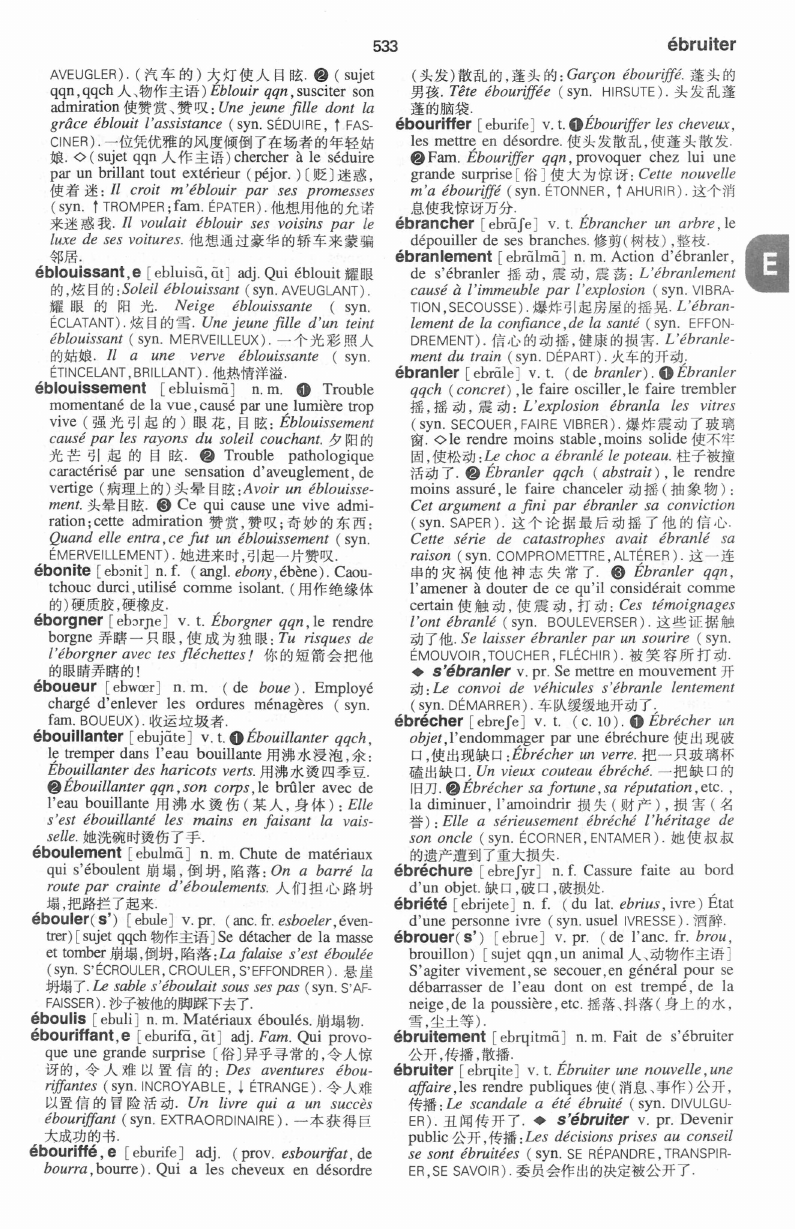 533
ébruiter
AVEUGLER). (汽车的) 大灯使人目眩. ❷ ( sujet
qqn,qqch 人、物作主语) Éblouir qqn, susciter son
admiration 使赞赏、赞叹: Une jeune fille dont la
grâce éblouit l'assistance (syn. SÉDUIRE, ↑ FAS-
CINER). 一位凭优雅的风度倾倒了在场者的年轻姑
娘. ◇(sujet qqn 人作主语)chercher à le séduire
par un brillant tout extérieur (péjor. )[贬]迷惑,
使着迷: Il croit m'éblouir par ses promesses
(syn. ↑ TROMPER; fam. ÉPATER). 他想用他的允诺
来迷惑我. Il voulait éblouir ses voisins par le
luxe de ses voitures. 他想通过豪华的轿车来蒙骗
邻居.
éblouissant,e [ebluisɑ̃, ɑ̃t] adj. Qui éblouit 耀眼
的,炫目的:Soleil éblouissant (syn. AVEUGLANT).
耀眼的阳光. Neige éblouissante ( syn.
ÉCLATANT). 炫目的雪. Une jeune fille d'un teint
éblouissant ( syn. MERVEILLEUX). 一个光彩照人
的姑娘. Il a une verve éblouissante ( syn.
ÉTINCELANT, BRILLANT). 他热情洋溢.
éblouissement [ebluismɑ̃] n. m. ❶ Trouble
momentané de la vue, causé par une lumière trop
vive (强光引起的) 眼花, 目眩: Éblouissement
causé par les rayons du soleil couchant. 夕阳的
光芒引起的目眩. ❷ Trouble pathologique
caractérisé par une sensation d'aveuglement, de
vertige (病理上的)头晕目眩:Avoir un éblouisse-
ment. 头晕目眩. ❸ Ce qui cause une vive admi-
ration; cette admiration 赞赏,赞叹;奇妙的东西:
Quand elle entra, ce fut un éblouissement (syn.
ÉMERVEILLEMENT). 她进来时,引起一片赞叹.
ébonite [ebɔnit] n. f. ( angl. ebony, ébène). Caou-
tchouc durci, utilisé comme isolant. (用作绝缘体
的)硬质胶,硬橡皮.
éborgner [ebɔrɲe] v. t. Éborgner qqn, le rendre
borgne 弄瞎一只眼,使成为独眼: Tu risques de
l'éborgner avec tes fléchettes! 你的短箭会把他
的眼睛弄瞎的!
éboueur [ebwœr] n. m. (de boue). Employé
chargé d'enlever les ordures ménagères ( syn.
fam. BOUEUX). 收运垃圾者.
ébouillanter [ebujɑ̃te] v. t. ❶ Ébouillanter qqch,
le tremper dans l'eau bouillante 用沸水浸泡,汆:
Ébouillanter des haricots verts. 用沸水烫四季豆.
❷Ébouillanter qqn, son corps, le brûler avec de
l'eau bouillante 用沸水烫伤(某人,身体): Elle
s'est ébouillanté les mains en faisant la vais-
selle. 她洗碗时烫伤了手.
éboulement [ebulmɑ̃] n. m. Chute de matériaux
qui s'éboulent 崩塌,倒坍,陷落: On a barré la
route par crainte d'éboulements. 人们担心路坍
塌,把路拦了起来.
ébouler(s') [ebule] v. pr. (anc. fr. esboeler, éven-
trer)[sujet qqch 物作主语]Se détacher de la masse
et tomber 崩塌,倒坍,陷落: La falaise s'est éboulée
(syn. S'ÉCROULER, CROULER, S'EFFONDRER). 悬崖
坍塌了. Le sable s'éboulait sous ses pas (syn. S'AF-
FAISSER). 沙子被他的脚踩下去了.
éboulis [ebuli] n. m. Matériaux éboulés. 崩塌物.
ébouriffant,e [eburifɑ̃, ɑ̃t] adj. Fam. Qui provo-
que une grande surprise [俗]异乎寻常的,令人惊
讶的, 令人难以置信的: Des aventures ébou-
riffantes (syn. INCROYABLE, ↓ ÉTRANGE). 令人难
以置信的冒险活动. Un livre qui a un succès
ébouriffant (syn. EXTRAORDINAIRE). 一本获得巨
大成功的书.
ébouriffé, e [eburife] adj. (prov. esbourifat, de
bourra, bourre). Qui a les cheveux en désordre
(头发)散乱的,蓬头的: Garçon ébouriffé. 蓬头的
男孩. Tête ébouriffée ( syn. HIRSUTE). 头发乱蓬
蓬的脑袋.
ébouriffer [eburife] v. t. ❶Ébouriffer les cheveux,
les mettre en désordre. 使头发散乱,使蓬头散发.
❷ Fam. Ébouriffer qqn, provoquer chez lui une
grande surprise[俗]使大为惊讶: Cette nouvelle
m'a ébouriffé (syn. ÉTONNER, ↑ AHURIR). 这个消
息使我惊讶万分.
ébrancher [ebrɑ̃ʃe] v. t. Ébrancher un arbre, le
dépouiller de ses branches. 修剪(树枝),整枝.
ébranlement [ebrɑ̃lmɑ̃] n. m. Action d'ébranler,
de s'ébranler 摇动, 震动, 震荡: L'ébranlement
causé à l'immeuble par l'explosion (syn. VIBRA-
TION, SECOUSSE). 爆炸引起房屋的摇晃. L'ébran-
lement de la confiance, de la santé ( syn. EFFON-
DREMENT). 信心的动摇,健康的损害. L'ébranle-
ment du train (syn. DÉPART). 火车的开动.
ébranler [ebrɑ̃le] v. t. ( de branler). ❶ Ébranler
qqch (concret), le faire osciller, le faire trembler
摇, 摇动, 震动: L'explosion ébranla les vitres
(syn. SECOUER, FAIRE VIBRER). 爆炸震动了玻璃
窗. ◇le rendre moins stable, moins solide 使不牢
固,使松动: Le choc a ébranlé le poteau. 柱子被撞
活动了. ❷ Ébranler qqch (abstrait), le rendre
moins assuré, le faire chanceler 动摇(抽象物):
Cet argument a fini par ébranler sa conviction
(syn. SAPER). 这个论据最后动摇了他的信心.
Cette série de catastrophes avait ébranlé sa
raison (syn. COMPROMETTRE, ALTÉRER). 这一连
串的灾祸使他神志失常了. ❸ Ébranler qqn,
l'amener à douter de ce qu'il considérait comme
certain 使触动,使震动,打动: Ces témoignages
l'ont ébranlé (syn. BOULEVERSER). 这些证据触
动了他. Se laisser ébranler par un sourire (syn.
ÉMOUVOIR, TOUCHER, FLÉCHIR). 被笑容所打动.
◆ s'ébranler v. pr. Se mettre en mouvement 开
动: Le convoi de véhicules s'ébranle lentement
(syn. DÉMARRER). 车队缓缓地开动了.
ébrécher [ebreʃe] v. t. (c. 10). ❶ Ébrécher un
objet, l'endommager par une ébréchure 使出现破
口,使出现缺口: Ébrécher un verre. 把一只玻璃杯
磕出缺口. Un vieux couteau ébréché. 一把缺口的
旧刀. ❷ Ébrécher sa fortune, sa réputation, etc. ,
la diminuer, l'amoindrir 损失(财产),损害(名
誉): Elle a sérieusement ébréché l'héritage de
son oncle (syn. ÉCORNER, ENTAMER). 她使叔叔
的遗产遭到了重大损失.
ébréchure [ebreʃyr] n. f. Cassure faite au bord
d'un objet. 缺口,破口,破损处.
ébriété [ebrijete] n. f. (du lat. ebrius, ivre) État
d'une personne ivre (syn. usuel IVRESSE). 酒醉.
ébrouer(s') [ebrue] v. pr. (de l'anc. fr. brou,
brouillon) [sujet qqn, un animal 人、动物作主语]
S'agiter vivement, se secouer, en général pour se
débarrasser de l'eau dont on est trempé, de la
neige, de la poussière, etc. 摇落、抖落(身上的水,
雪,尘土等).
ébruitement [ebrɥitmɑ̃] n. m. Fait de s'ébruiter
公开,传播,散播.
ébruiter [ebrɥite] v. t. Ébruiter une nouvelle, une
affaire, les rendre publiques 使(消息、事作)公开,
传播: Le scandale a été ébruité (syn. DIVULGU-
ER). 丑闻传开了. ◆ s'ébruiter v. pr. Devenir
public 公开,传播: Les décisions prises au conseil
se sont ébruitées (syn. SE RÉPANDRE, TRANSPIR-
ER, SE SAVOIR). 委员会作出的决定被公开了.
E